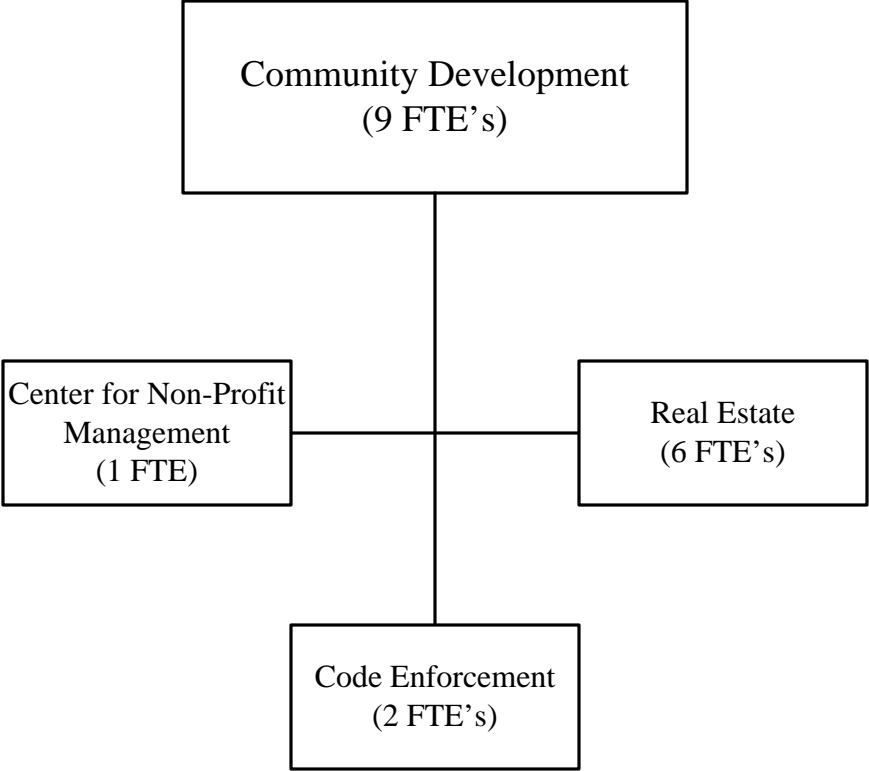 Community Development
(9 FTE’s)
Center for Non-Profit
Management
(1 FTE)
Real Estate
(6 FTE’s)
Code Enforcement
(2 FTE’s)